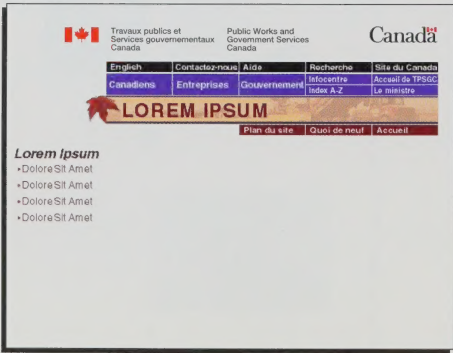 Travaux publics et
Services gouvernementaux
Canada
Public Works and
Government Services
Canada
Canada
English Contactez-nous Aide Recherche Site du Canada
Canadiens Entreprises Gouvernement Infocentre Accueil de TPSGC
Index A-Z Le ministre
LOREM IPSUM
Plan du site Quoi de neuf Accueil
Lorem Ipsum
•Dolore Sit Amet
•Dolore Sit Amet
•Dolore Sit Amet
•Dolore Sit Amet